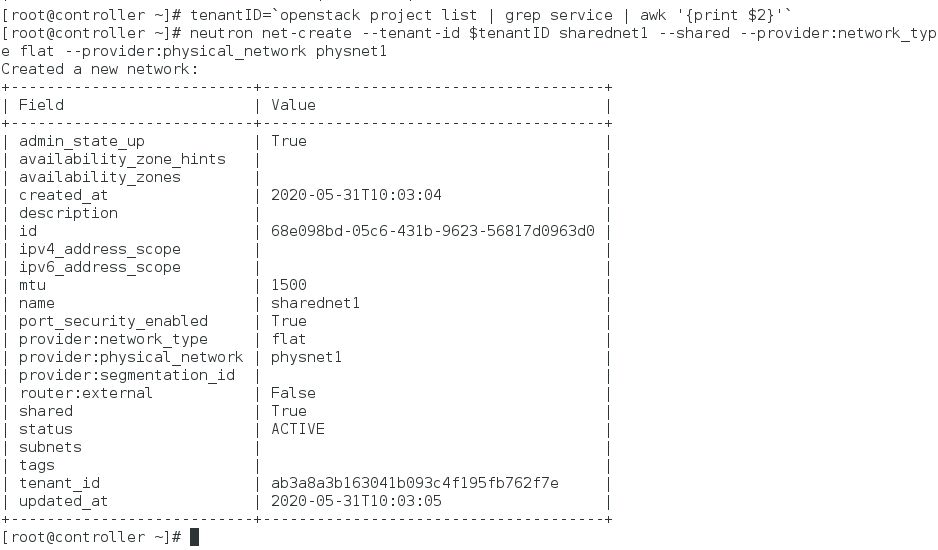 [root@controller ~]# tenantID=`openstack project list | grep service | awk '{print $2}'`
[root@controller ~]# neutron net-create --tenant-id $tenantID sharednet1 --shared --provider:network_typ
e flat --provider:physical_network physnet1
Created a new network:
+---------------------------+--------------------------------------+
| Field                     | Value                                |
+---------------------------+--------------------------------------+
| admin_state_up            | True                                 |
| availability_zone_hints   |                                      |
| availability_zones        |                                      |
| created_at                | 2020-05-31T10:03:04                  |
| description               |                                      |
| id                        | 68e098bd-05c6-431b-9623-56817d0963d0 |
| ipv4_address_scope        |                                      |
| ipv6_address_scope        |                                      |
| mtu                       | 1500                                 |
| name                      | sharednet1                           |
| port_security_enabled     | True                                 |
| provider:network_type     | flat                                 |
| provider:physical_network | physnet1                             |
| provider:segmentation_id  |                                      |
| router:external           | False                                |
| shared                    | True                                 |
| status                    | ACTIVE                               |
| subnets                   |                                      |
| tags                      |                                      |
| tenant_id                 | ab3a8a3b163041b093c4f195fb762f7e     |
| updated_at                | 2020-05-31T10:03:05                  |
+---------------------------+--------------------------------------+
[root@controller ~]#